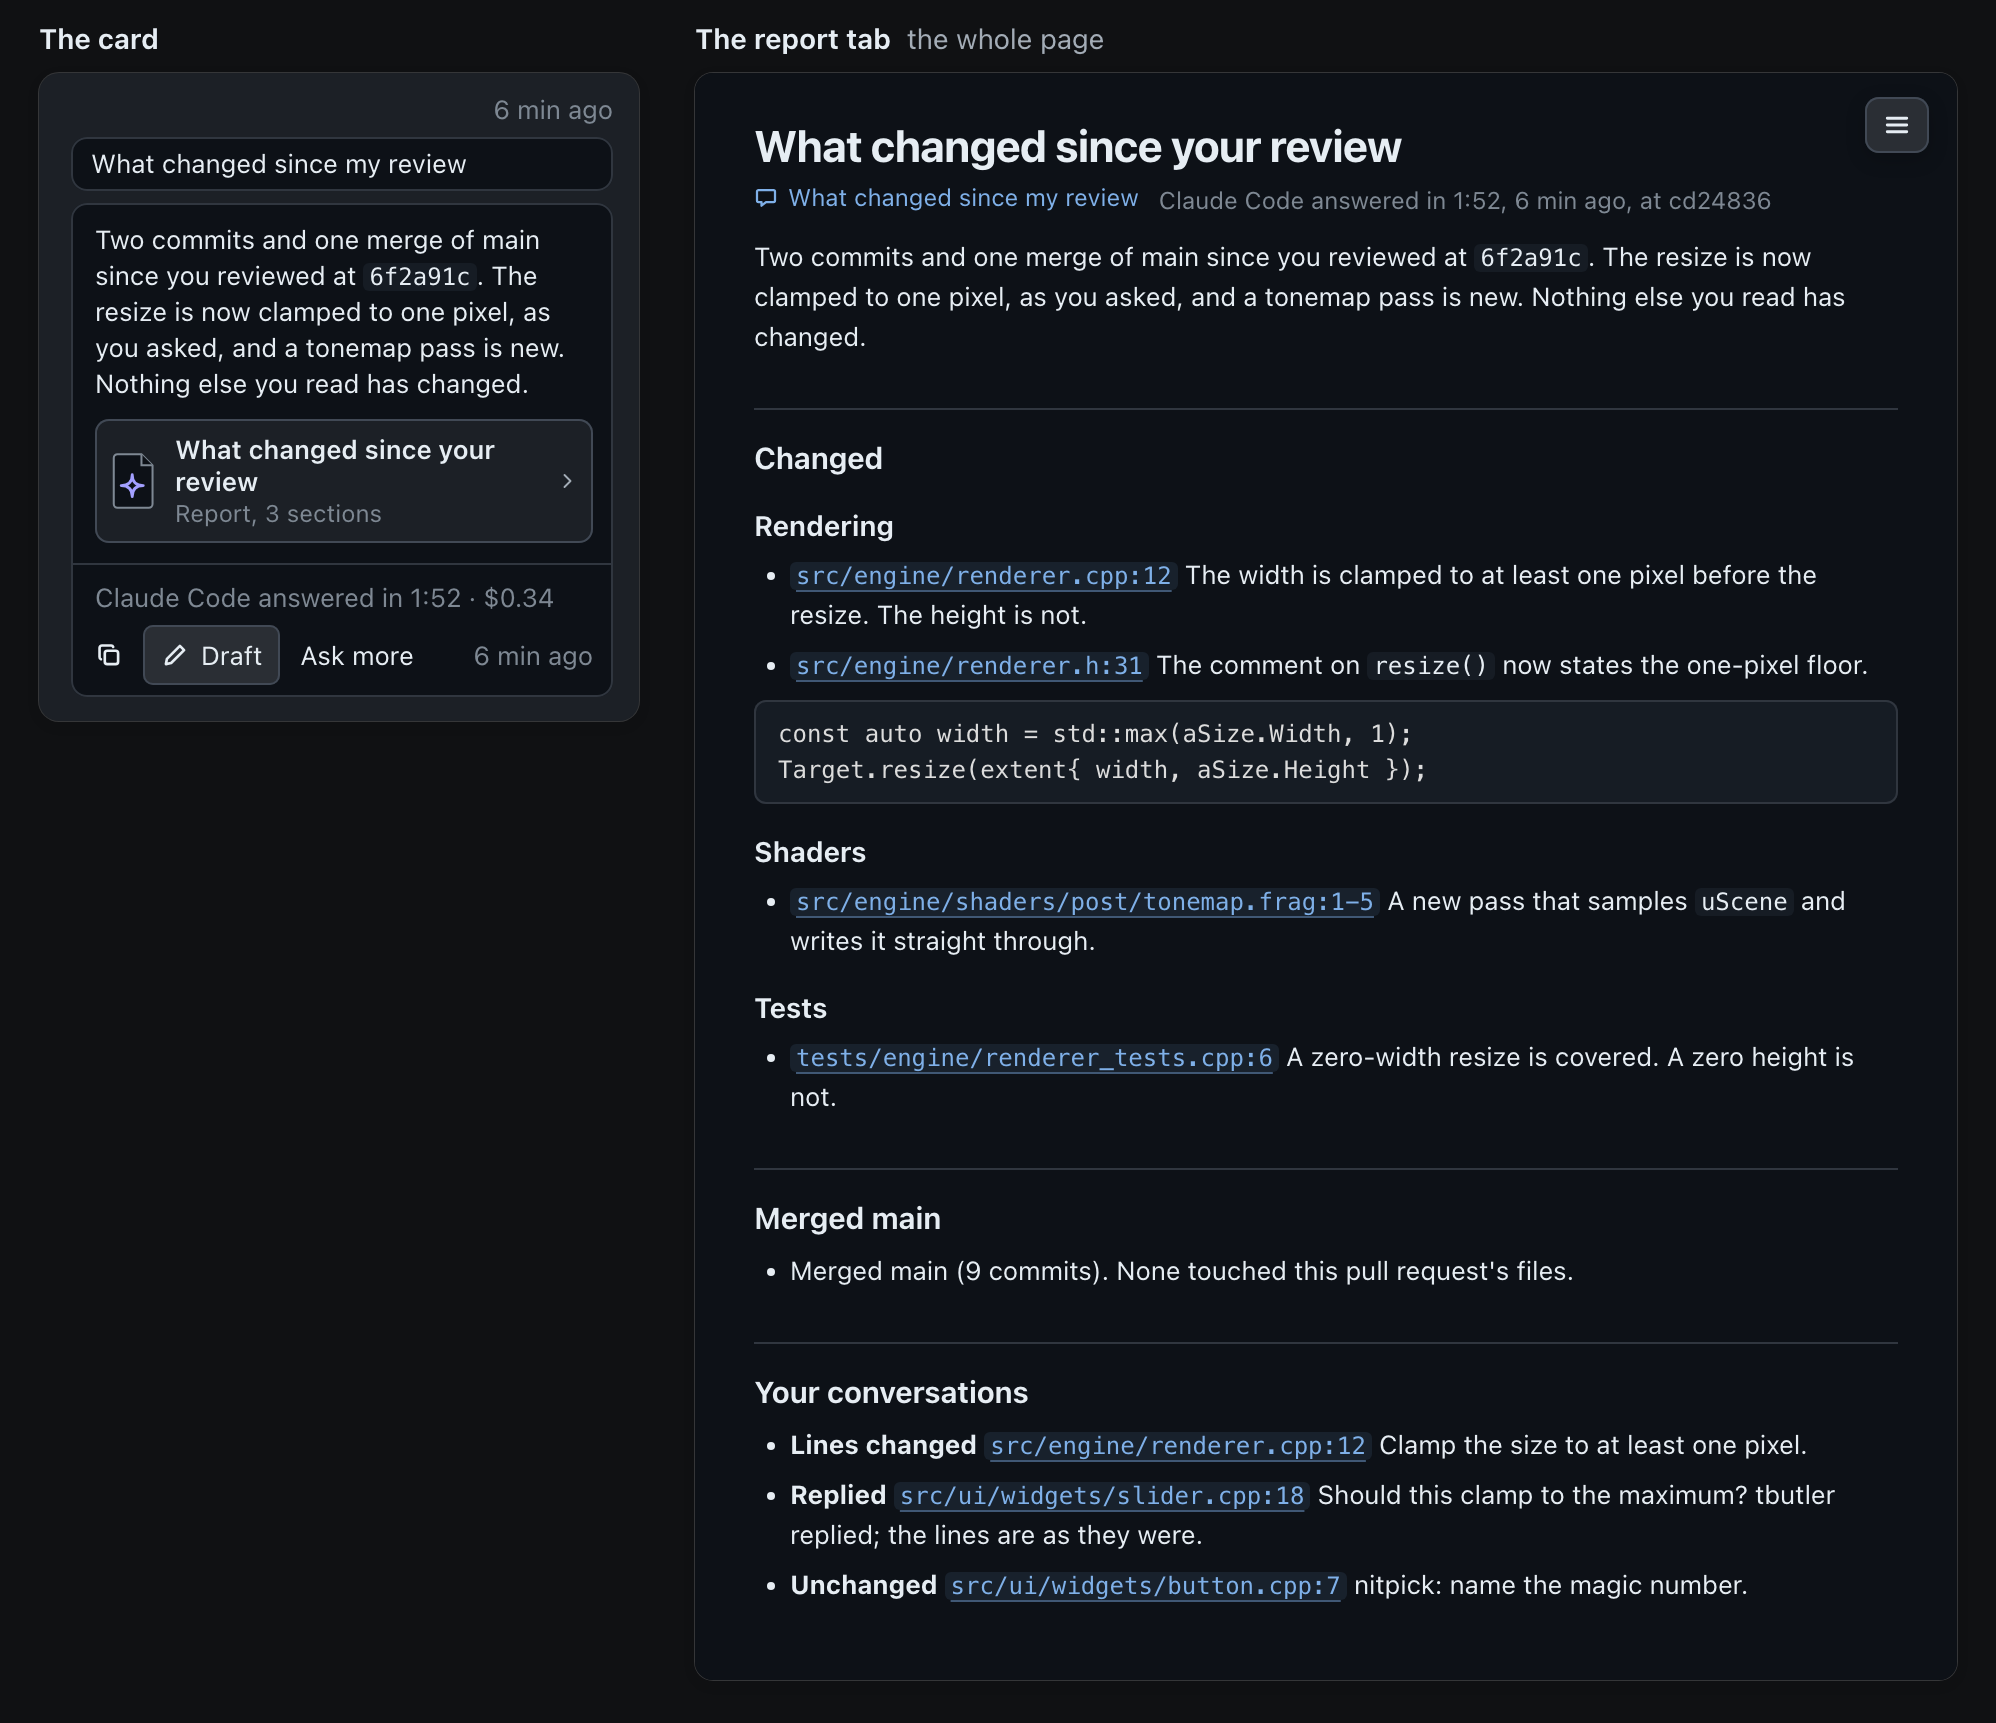 The card
6 min ago
What changed since my review
Two commits and one merge of main
since you reviewed at 6f2a91c. The
resize is now clamped to one pixel, as
you asked, and a tonemap pass is new.
Nothing else you read has changed.
What changed since your
review
Report, 3 sections
Claude Code answered in 1:52 · $0.34
Draft
Ask more
6 min ago
The report tab the whole page
What changed since your review
What changed since my review Claude Code answered in 1:52, 6 min ago, at cd24836
Two commits and one merge of main since you reviewed at 6f2a91c. The resize is now
clamped to one pixel, as you asked, and a tonemap pass is new. Nothing else you read has
changed.
Changed
Rendering
• src/engine/renderer.cpp:12 The width is clamped to at least one pixel before the
resize. The height is not.
• src/engine/renderer.h:31 The comment on resize() now states the one-pixel floor.
const auto width = std::max(aSize.Width, 1);
Target.resize(extent{ width, aSize.Height });
Shaders
• src/engine/shaders/post/tonemap.frag:1–5 A new pass that samples uScene and
writes it straight through.
Tests
• tests/engine/renderer_tests.cpp:6 A zero-width resize is covered. A zero height is
not.
Merged main
• Merged main (9 commits). None touched this pull request's files.
Your conversations
• Lines changed src/engine/renderer.cpp:12 Clamp the size to at least one pixel.
• Replied src/ui/widgets/slider.cpp:18 Should this clamp to the maximum? tbutler
replied; the lines are as they were.
• Unchanged src/ui/widgets/button.cpp:7 nitpick: name the magic number.